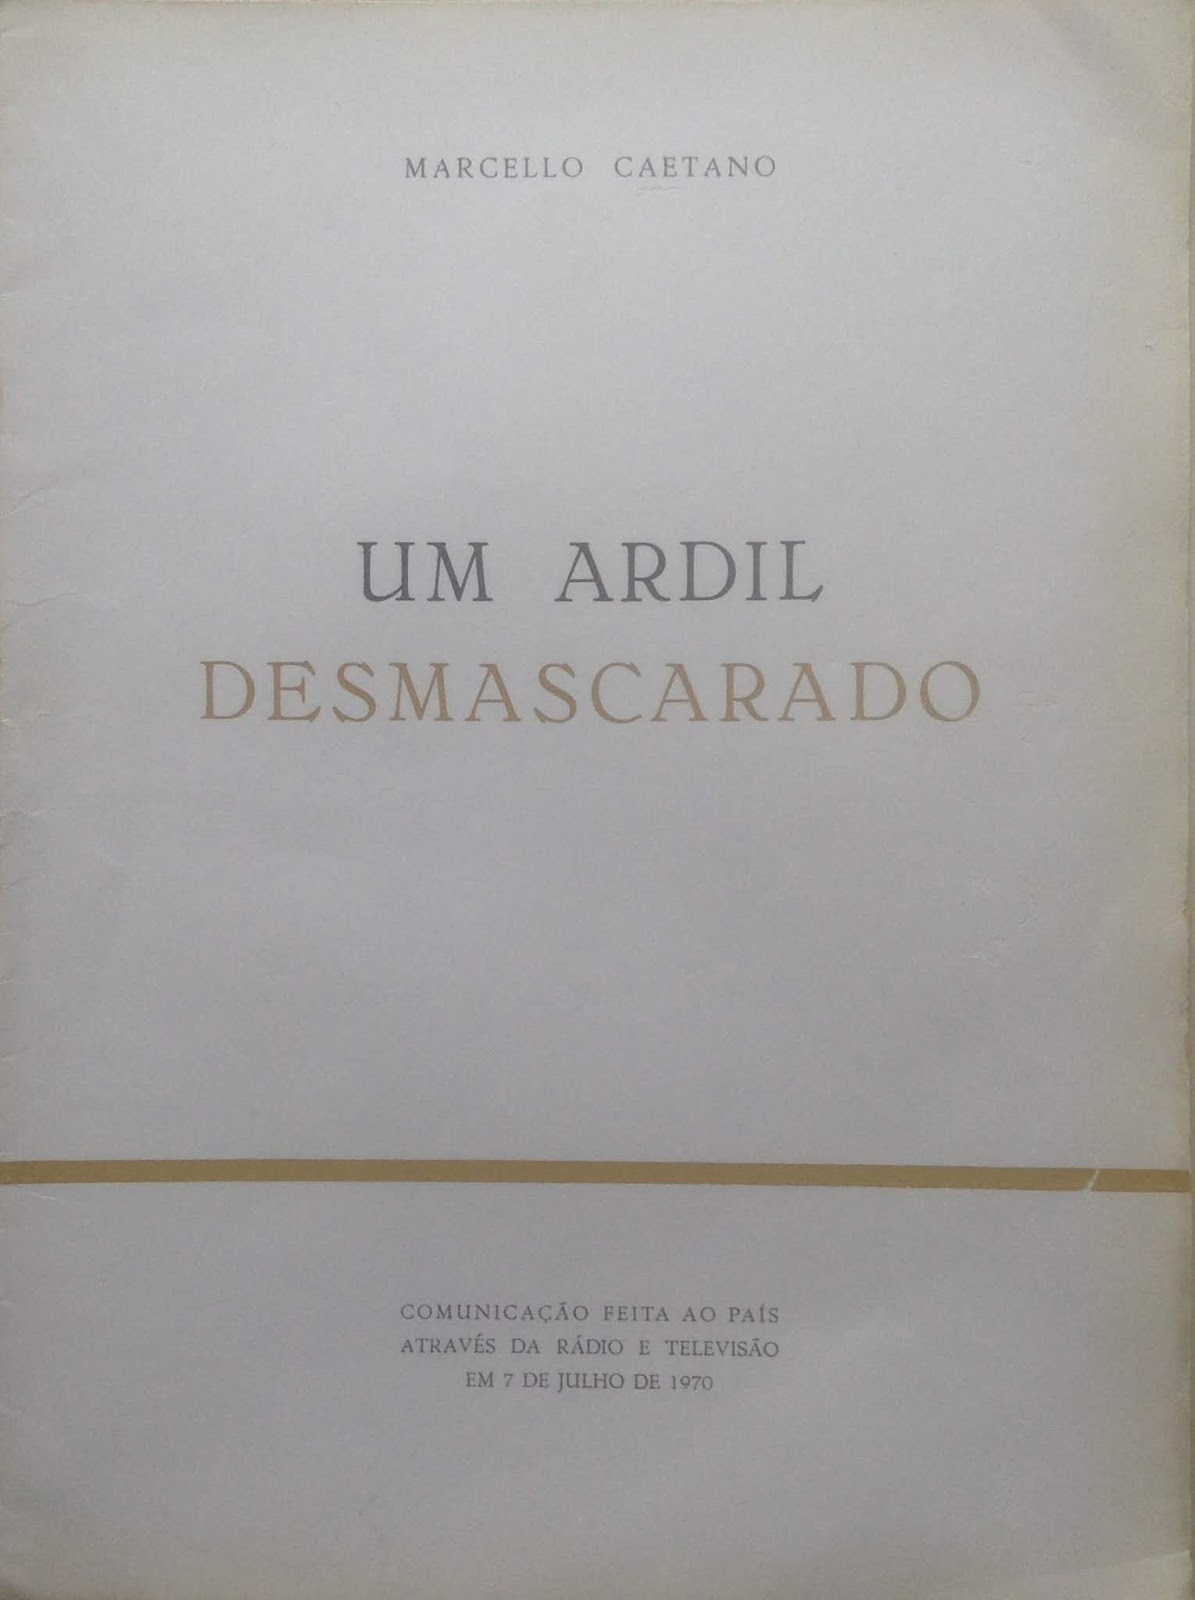 MARCELLO CAETANO
UM ARDIL
DESMASCARADO
COMUNICAÇÃO FEITA AO PAÍS
ATRAVÉS DA RÁDIO E TELEVISÃO
EM 7 DE JULHO DE 1970